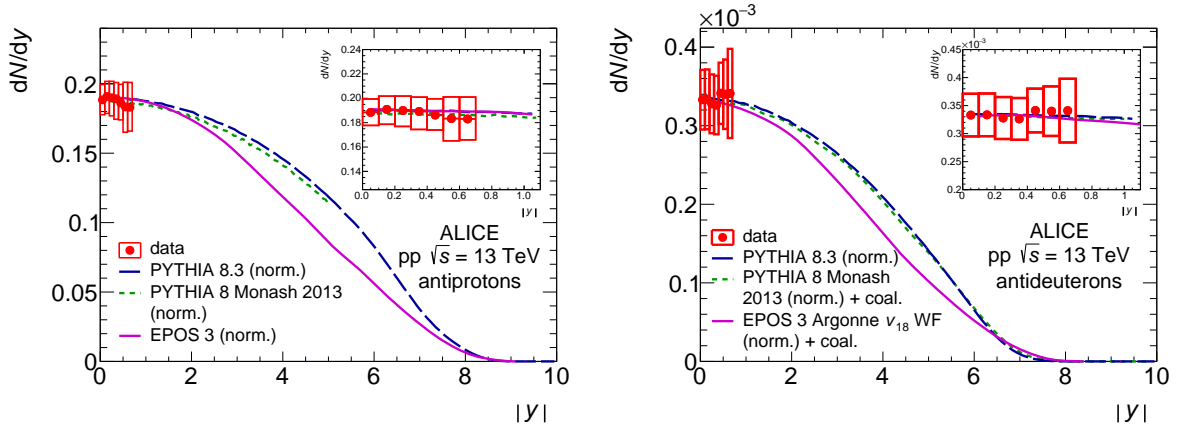 dN/dy
0.2
0.15
0.1
0.05
0
0 2 4 6 8 10
|y|
dN/dy
0.24
0.22
0.20
0.18
0.16
0.14
0.0 0.2 0.4 0.6 0.8 1.0
|y|
ALICE
pp √s = 13 TeV
antiprotons
data
PYTHIA 8.3 (norm.)
PYTHIA 8 Monash 2013
(norm.)
EPOS 3 (norm.)
×10⁻³
dN/dy
0.4
0.3
0.2
0.1
0
0 2 4 6 8 10
|y|
×10⁻³
dN/dy
0.45
0.4
0.35
0.3
0.25
0.2
0 0.2 0.4 0.6 0.8 1
|y|
ALICE
pp √s = 13 TeV
antideuterons
data
PYTHIA 8.3 (norm.)
PYTHIA 8 Monash
2013 (norm.) + coal.
EPOS 3 Argonne v₁₈ WF
(norm.) + coal.